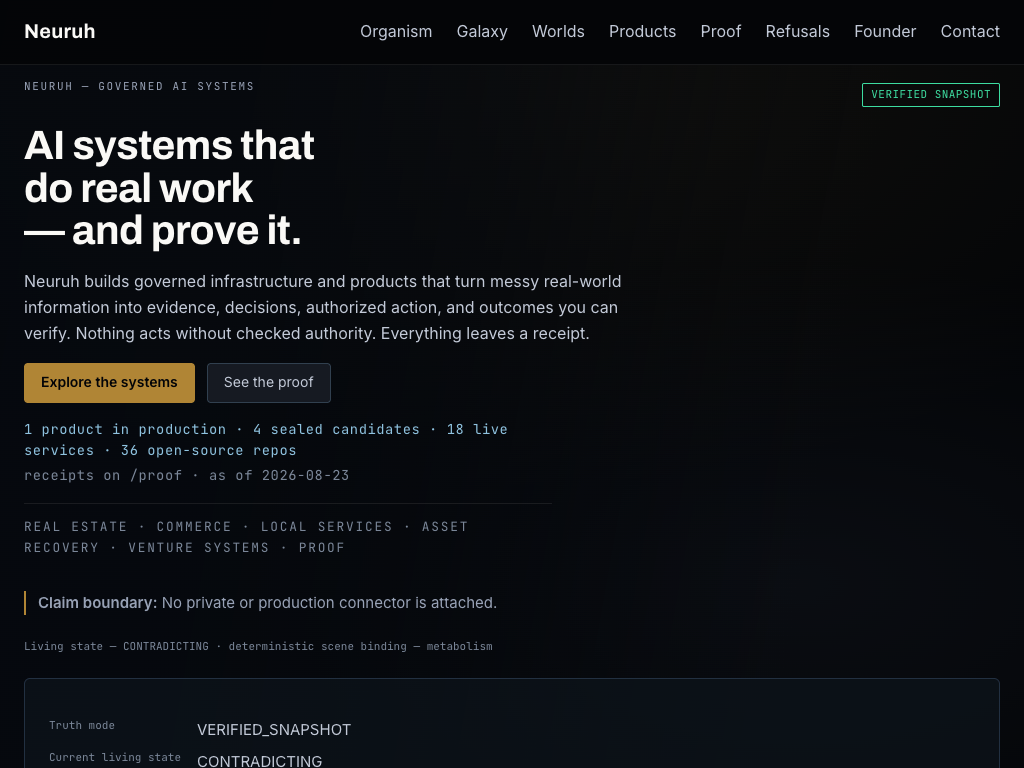 Neuruh
Organism Galaxy Worlds Products Proof Refusals Founder Contact
NEURUH — GOVERNED AI SYSTEMS
VERIFIED SNAPSHOT
AI systems that
do real work
— and prove it.
Neuruh builds governed infrastructure and products that turn messy real-world
information into evidence, decisions, authorized action, and outcomes you can
verify. Nothing acts without checked authority. Everything leaves a receipt.
Explore the systems
See the proof
1 product in production · 4 sealed candidates · 18 live
services · 36 open-source repos
receipts on /proof · as of 2026-08-23
REAL ESTATE · COMMERCE · LOCAL SERVICES · ASSET
RECOVERY · VENTURE SYSTEMS · PROOF
Claim boundary: No private or production connector is attached.
Living state — CONTRADICTING · deterministic scene binding — metabolism
Truth mode VERIFIED_SNAPSHOT
Current living state CONTRADICTING